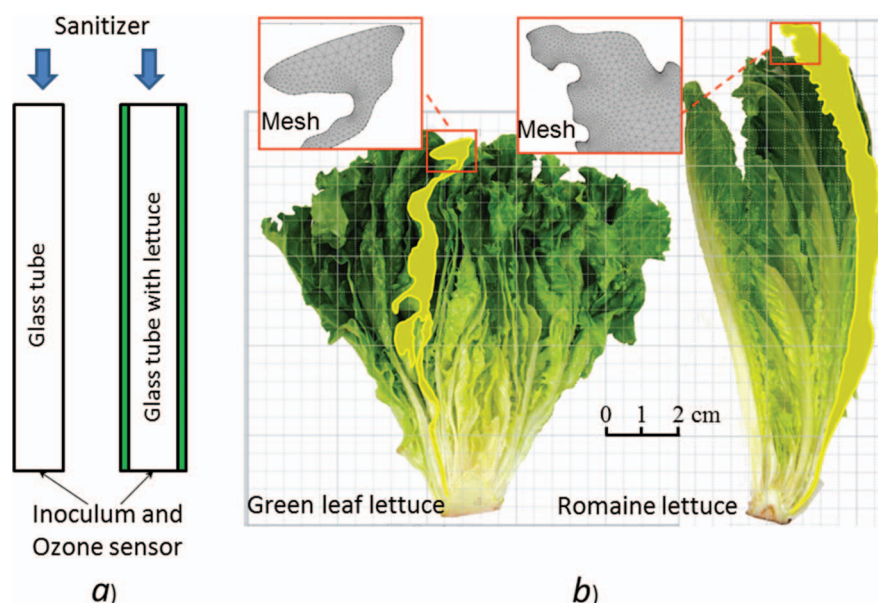 Sanitizer
Glass tube
Glass tube with lettuce
Inoculum and
Ozone sensor
a)
Mesh
Mesh
0 1 2 cm
Green leaf lettuce
Romaine lettuce
b)